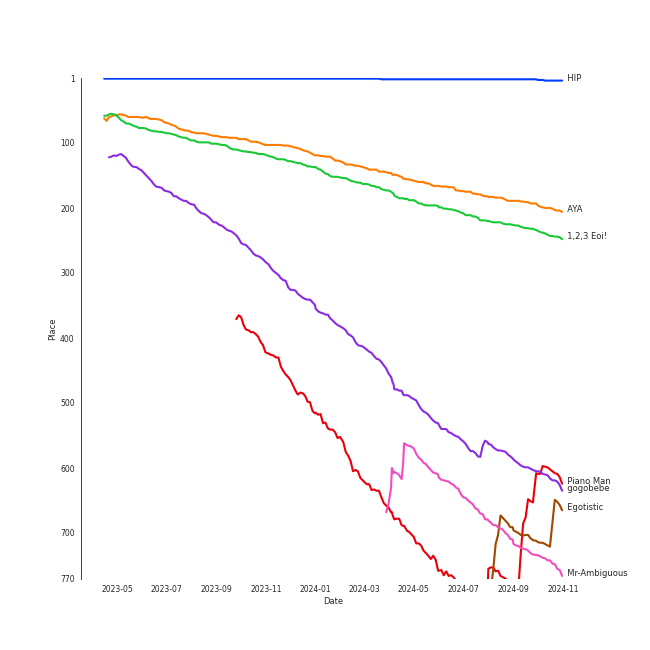 1
100
200
300
400
500
600
700
770
Place
HIP
AYA
1,2,3 Eoi!
Piano Man
gogobebe
Egotistic
Mr-Ambiguous
2023-05 2023-07 2023-09 2023-11 2024-01 2024-03 2024-05 2024-07 2024-09 2024-11
Date